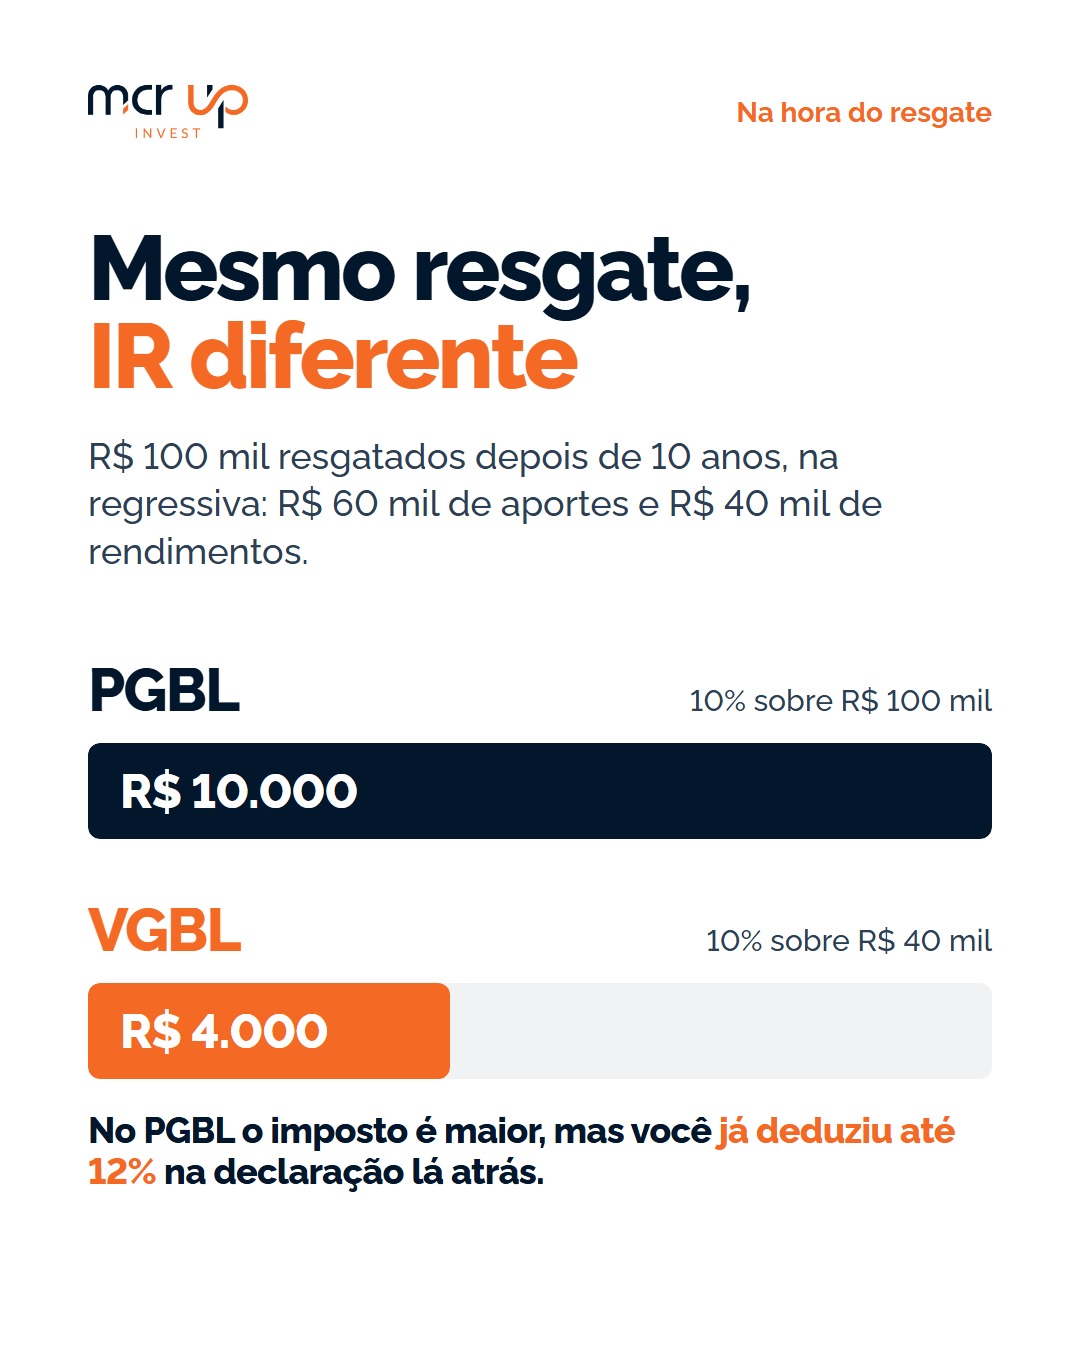 mcr up
INVEST
Na hora do resgate
Mesmo resgate,
IR diferente
R$ 100 mil resgatados depois de 10 anos, na
regressiva: R$ 60 mil de aportes e R$ 40 mil de
rendimentos.
PGBL
10% sobre R$ 100 mil
R$ 10.000
VGBL
10% sobre R$ 40 mil
R$ 4.000
No PGBL o imposto é maior, mas você já deduziu até
12% na declaração lá atrás.